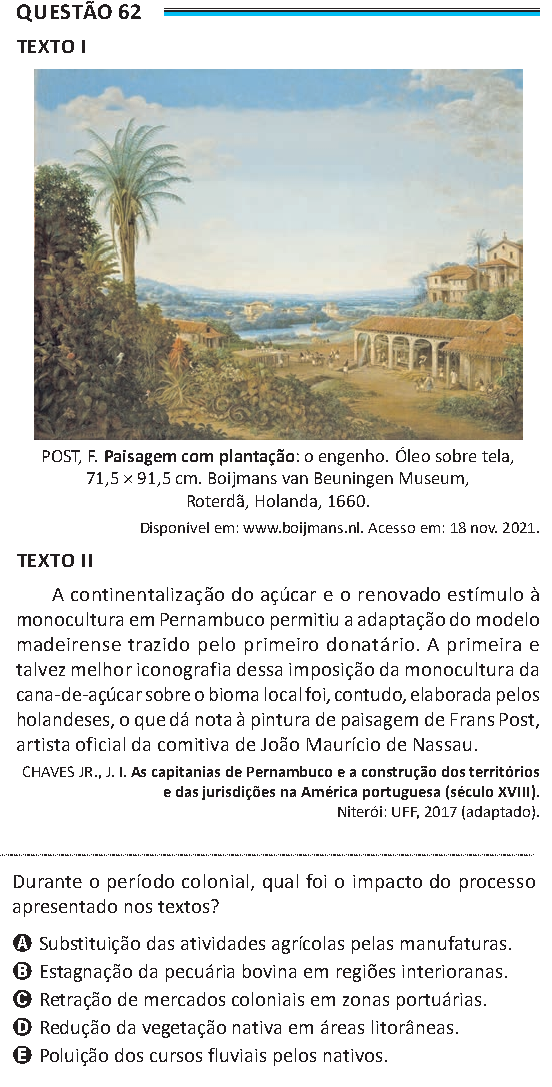 QUESTÃO 62
TEXTO I
POST, F. Paisagem com plantação: o engenho. Óleo sobre tela,
71,5 × 91,5 cm. Boijmans van Beuningen Museum,
Roterdã, Holanda, 1660.
Disponível em: www.boijmans.nl. Acesso em: 18 nov. 2021.
TEXTO II
A continentalização do açúcar e o renovado estímulo à
monocultura em Pernambuco permitiu a adaptação do modelo
madeirense trazido pelo primeiro donatário. A primeira e
talvez melhor iconografia dessa imposição da monocultura da
cana-de-açúcar sobre o bioma local foi, contudo, elaborada pelos
holandeses, o que dá nota à pintura de paisagem de Frans Post,
artista oficial da comitiva de João Maurício de Nassau.
CHAVES JR., J. I. As capitanias de Pernambuco e a construção dos territórios
e das jurisdições na América portuguesa (século XVIII).
Niterói: UFF, 2017 (adaptado).
Durante o período colonial, qual foi o impacto do processo
apresentado nos textos?
A Substituição das atividades agrícolas pelas manufaturas.
B Estagnação da pecuária bovina em regiões interioranas.
C Retração de mercados coloniais em zonas portuárias.
D Redução da vegetação nativa em áreas litorâneas.
E Poluição dos cursos fluviais pelos nativos.